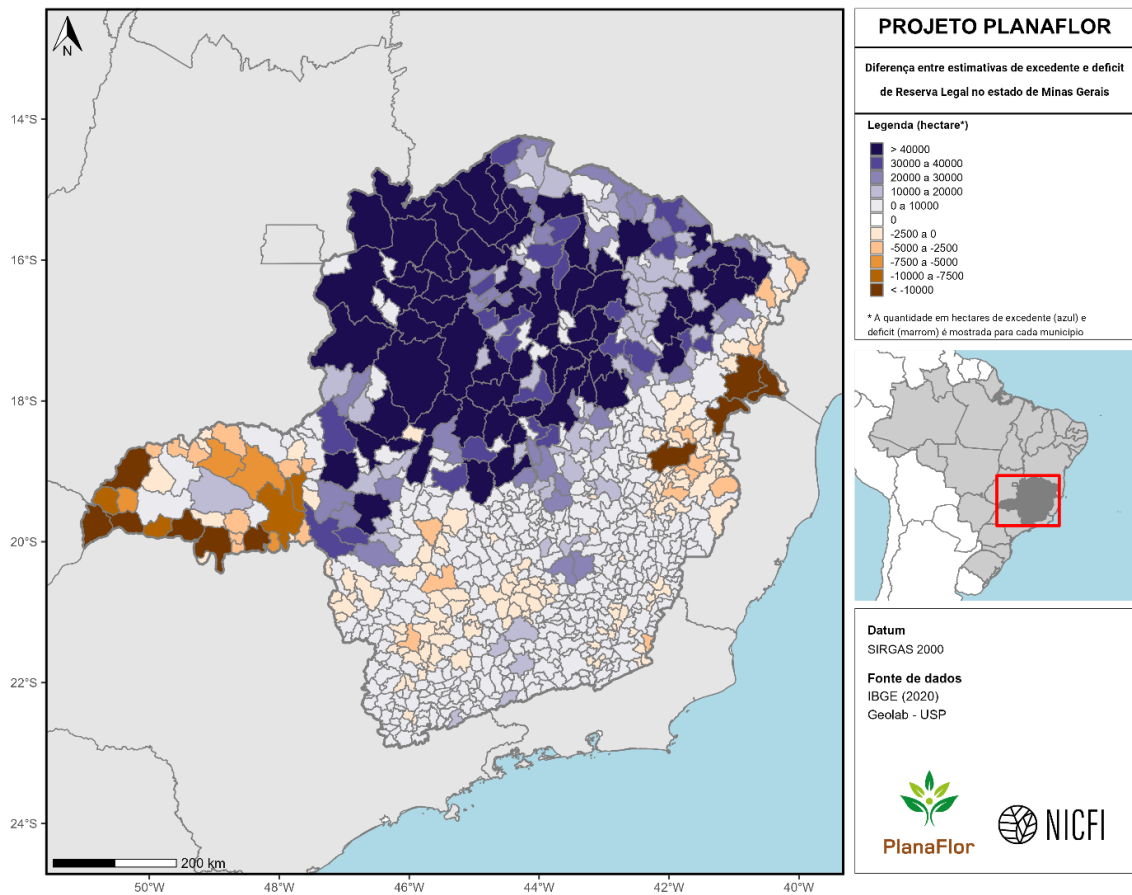 N
14°S
16°S
18°S
20°S
22°S
24°S
200 km
50°W
48°W
46°W
44°W
42°W
40°W
PROJETO PLANAFLOR
Diferença entre estimativas de excedente e deficit
de Reserva Legal no estado de Minas Gerais
Legenda (hectare*)
> 40000
30000 a 40000
20000 a 30000
10000 a 20000
0 a 10000
0
-2500 a 0
-5000 a -2500
-7500 a -5000
-10000 a -7500
< -10000
* A quantidade em hectares de excedente (azul) e
deficit (marrom) é mostrada para cada municipio
Datum
SIRGAS 2000
Fonte de dados
IBGE (2020)
Geolab - USP
PlanaFlor
NICFI